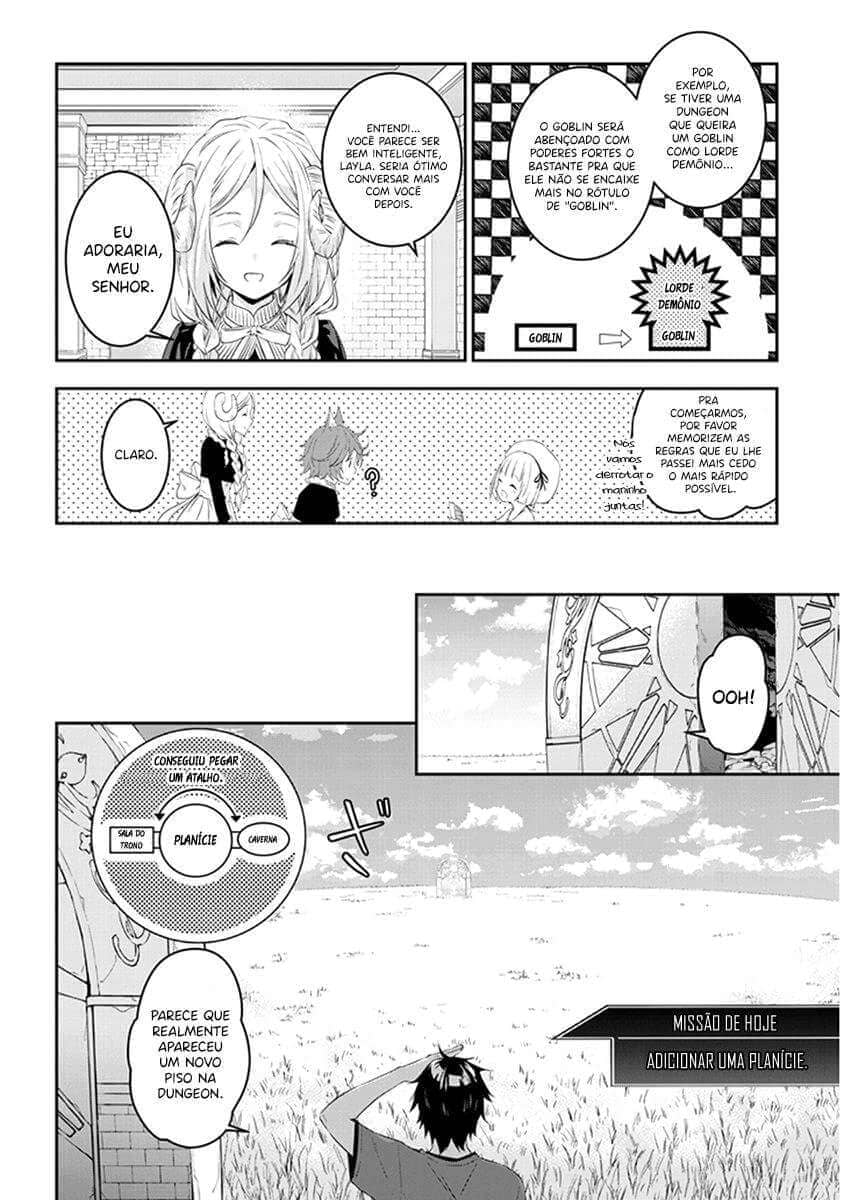 POR
EXEMPLO,
SE TIVER UMA
DUNGEON
QUE QUEIRA
UM GOBLIN
COMO LORDE
DEMÔNIO...
O GOBLIN SERÁ
ABENÇOADO COM
PODERES FORTES O
BASTANTE PRA QUE
ELE NÃO SE ENCAIXE
MAIS NO RÓTULO
DE "GOBLIN".
GOBLIN
LORDE
DEMÔNIO
GOBLIN
ENTENDI...
VOCÊ PARECE SER
BEM INTELIGENTE,
LAYLA. SERIA ÓTIMO
CONVERSAR MAIS
COM VOCÊ
DEPOIS.
EU
ADORARIA,
MEU
SENHOR.
PRA
COMEÇARMOS,
POR FAVOR
MEMORIZEM AS
REGRAS QUE EU LHE
PASSEI MAIS CEDO
O MAIS RÁPIDO
POSSÍVEL.
Nós
vamos
derrotar o
maninho
juntas!
?
CLARO.
OOH!
CONSEGUIU PEGAR
UM ATALHO.
SALA DO
TRONO
PLANÍCIE
CAVERNA
PARECE QUE
REALMENTE
APARECEU
UM NOVO
PISO NA
DUNGEON.
MISSÃO DE HOJE
ADICIONAR UMA PLANÍCIE.